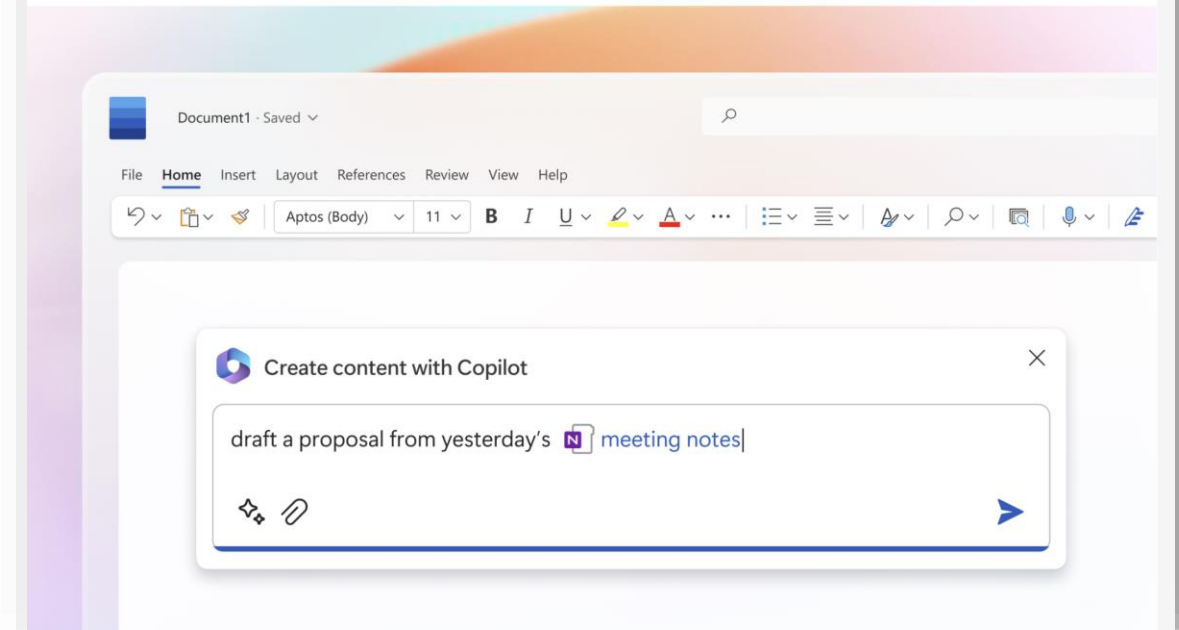 Document1 · Saved
File Home Insert Layout References Review View Help
Aptos (Body) 11 B I U A A
Create content with Copilot
draft a proposal from yesterday's N meeting notes